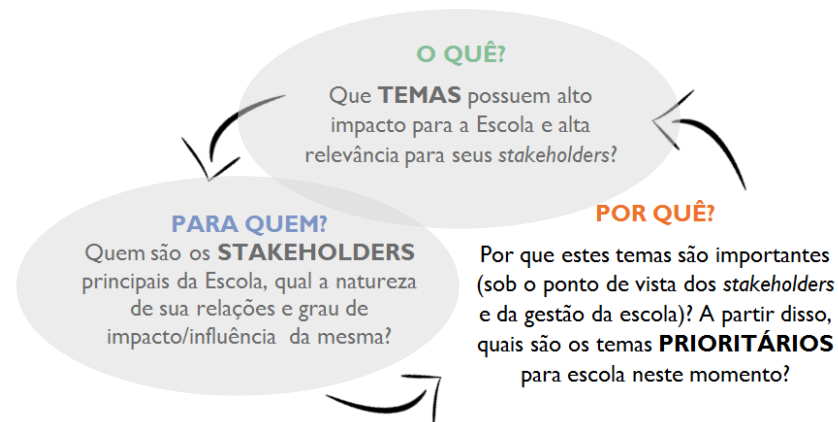 O QUÊ?
Que TEMAS possuem alto
impacto para a Escola e alta
relevância para seus stakeholders?
PARA QUEM?
Quem são os STAKEHOLDERS
principais da Escola, qual a natureza
de sua relações e grau de
impacto/influência da mesma?
POR QUÊ?
Por que estes temas são importantes
(sob o ponto de vista dos stakeholders
e da gestão da escola)? A partir disso,
quais são os temas PRIORITÁRIOS
para escola neste momento?